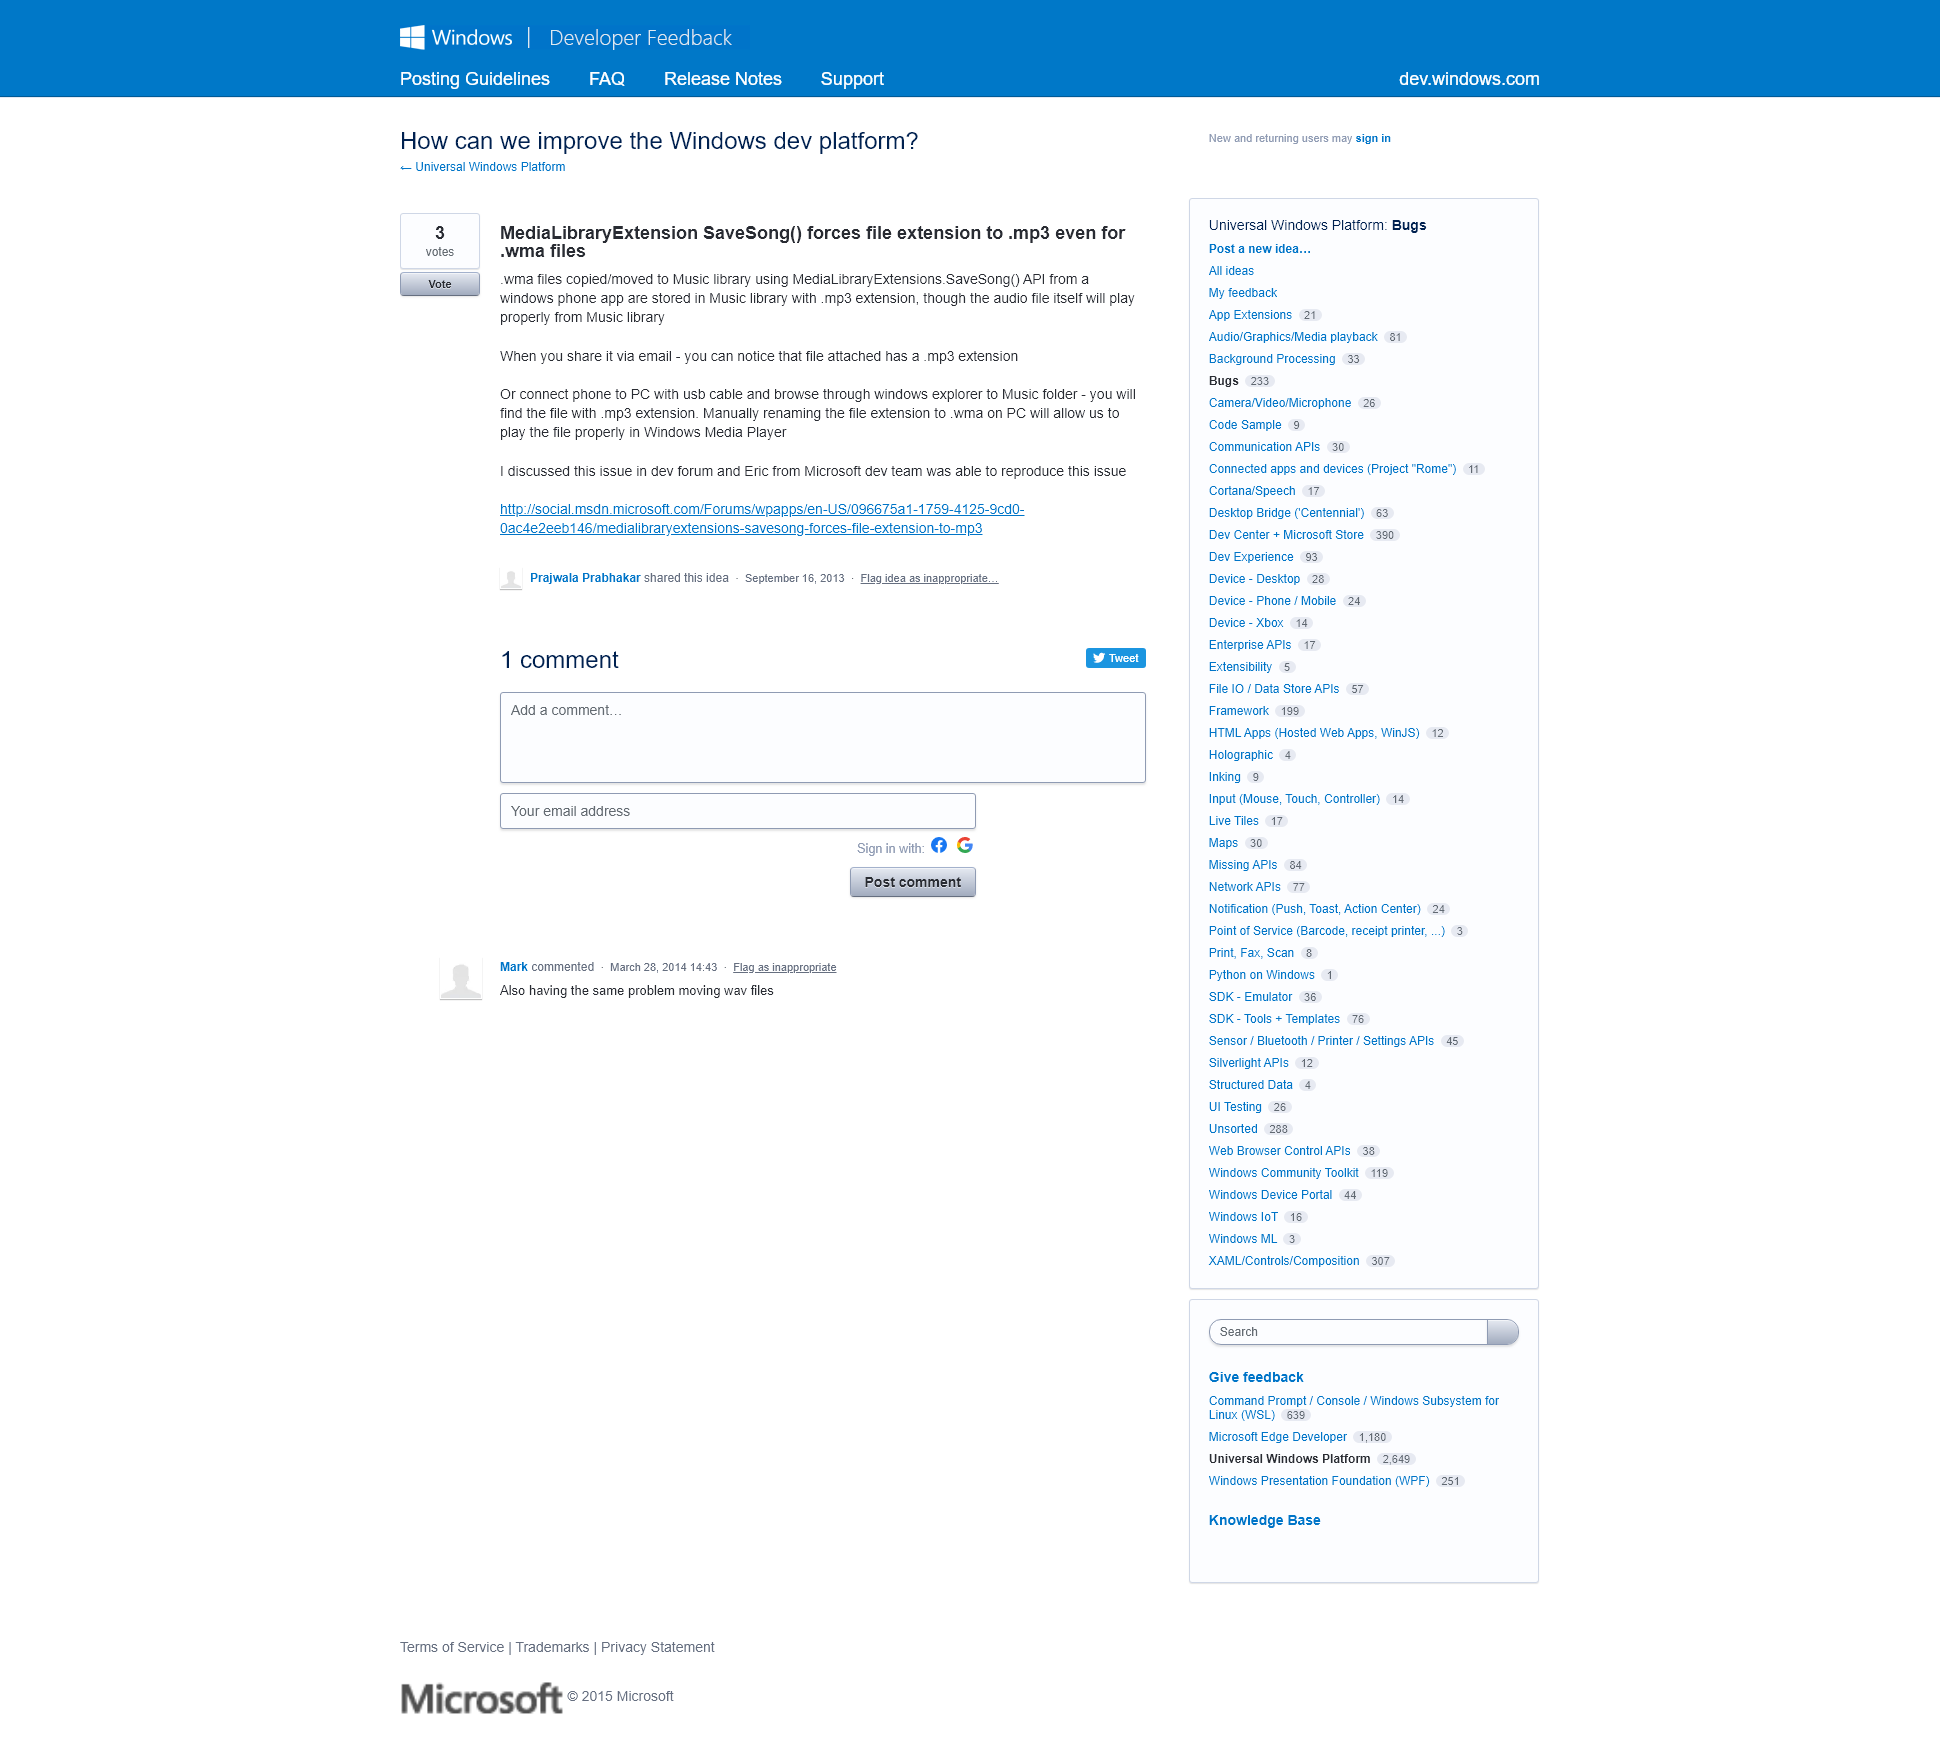 Windows | Developer Feedback
Posting Guidelines FAQ Release Notes Support dev.windows.com
How can we improve the Windows dev platform?
← Universal Windows Platform
New and returning users may sign in
3
votes
Vote
MediaLibraryExtension SaveSong() forces file extension to .mp3 even for
.wma files
.wma files copied/moved to Music library using MediaLibraryExtensions.SaveSong() API from a
windows phone app are stored in Music library with .mp3 extension, though the audio file itself will play
properly from Music library
When you share it via email - you can notice that file attached has a .mp3 extension
Or connect phone to PC with usb cable and browse through windows explorer to Music folder - you will
find the file with .mp3 extension. Manually renaming the file extension to .wma on PC will allow us to
play the file properly in Windows Media Player
I discussed this issue in dev forum and Eric from Microsoft dev team was able to reproduce this issue
http://social.msdn.microsoft.com/Forums/wpapps/en-US/096675a1-1759-4125-9cd0-
0ac4e2eeb146/medialibraryextensions-savesong-forces-file-extension-to-mp3
Prajwala Prabhakar shared this idea · September 16, 2013 · Flag idea as inappropriate…
1 comment
Tweet
Add a comment…
Your email address
Sign in with:
Post comment
Mark commented · March 28, 2014 14:43 · Flag as inappropriate
Also having the same problem moving wav files
Universal Windows Platform: Bugs
Post a new idea…
All ideas
My feedback
App Extensions 21
Audio/Graphics/Media playback 81
Background Processing 33
Bugs 233
Camera/Video/Microphone 26
Code Sample 9
Communication APIs 30
Connected apps and devices (Project "Rome") 11
Cortana/Speech 17
Desktop Bridge ('Centennial') 63
Dev Center + Microsoft Store 390
Dev Experience 93
Device - Desktop 28
Device - Phone / Mobile 24
Device - Xbox 14
Enterprise APIs 17
Extensibility 5
File IO / Data Store APIs 57
Framework 199
HTML Apps (Hosted Web Apps, WinJS) 12
Holographic 4
Inking 9
Input (Mouse, Touch, Controller) 14
Live Tiles 17
Maps 30
Missing APIs 84
Network APIs 77
Notification (Push, Toast, Action Center) 24
Point of Service (Barcode, receipt printer, ...) 3
Print, Fax, Scan 8
Python on Windows 1
SDK - Emulator 36
SDK - Tools + Templates 76
Sensor / Bluetooth / Printer / Settings APIs 45
Silverlight APIs 12
Structured Data 4
UI Testing 26
Unsorted 288
Web Browser Control APIs 38
Windows Community Toolkit 119
Windows Device Portal 44
Windows IoT 16
Windows ML 3
XAML/Controls/Composition 307
Search
Give feedback
Command Prompt / Console / Windows Subsystem for
Linux (WSL) 639
Microsoft Edge Developer 1,180
Universal Windows Platform 2,649
Windows Presentation Foundation (WPF) 251
Knowledge Base
Terms of Service | Trademarks | Privacy Statement
Microsoft © 2015 Microsoft